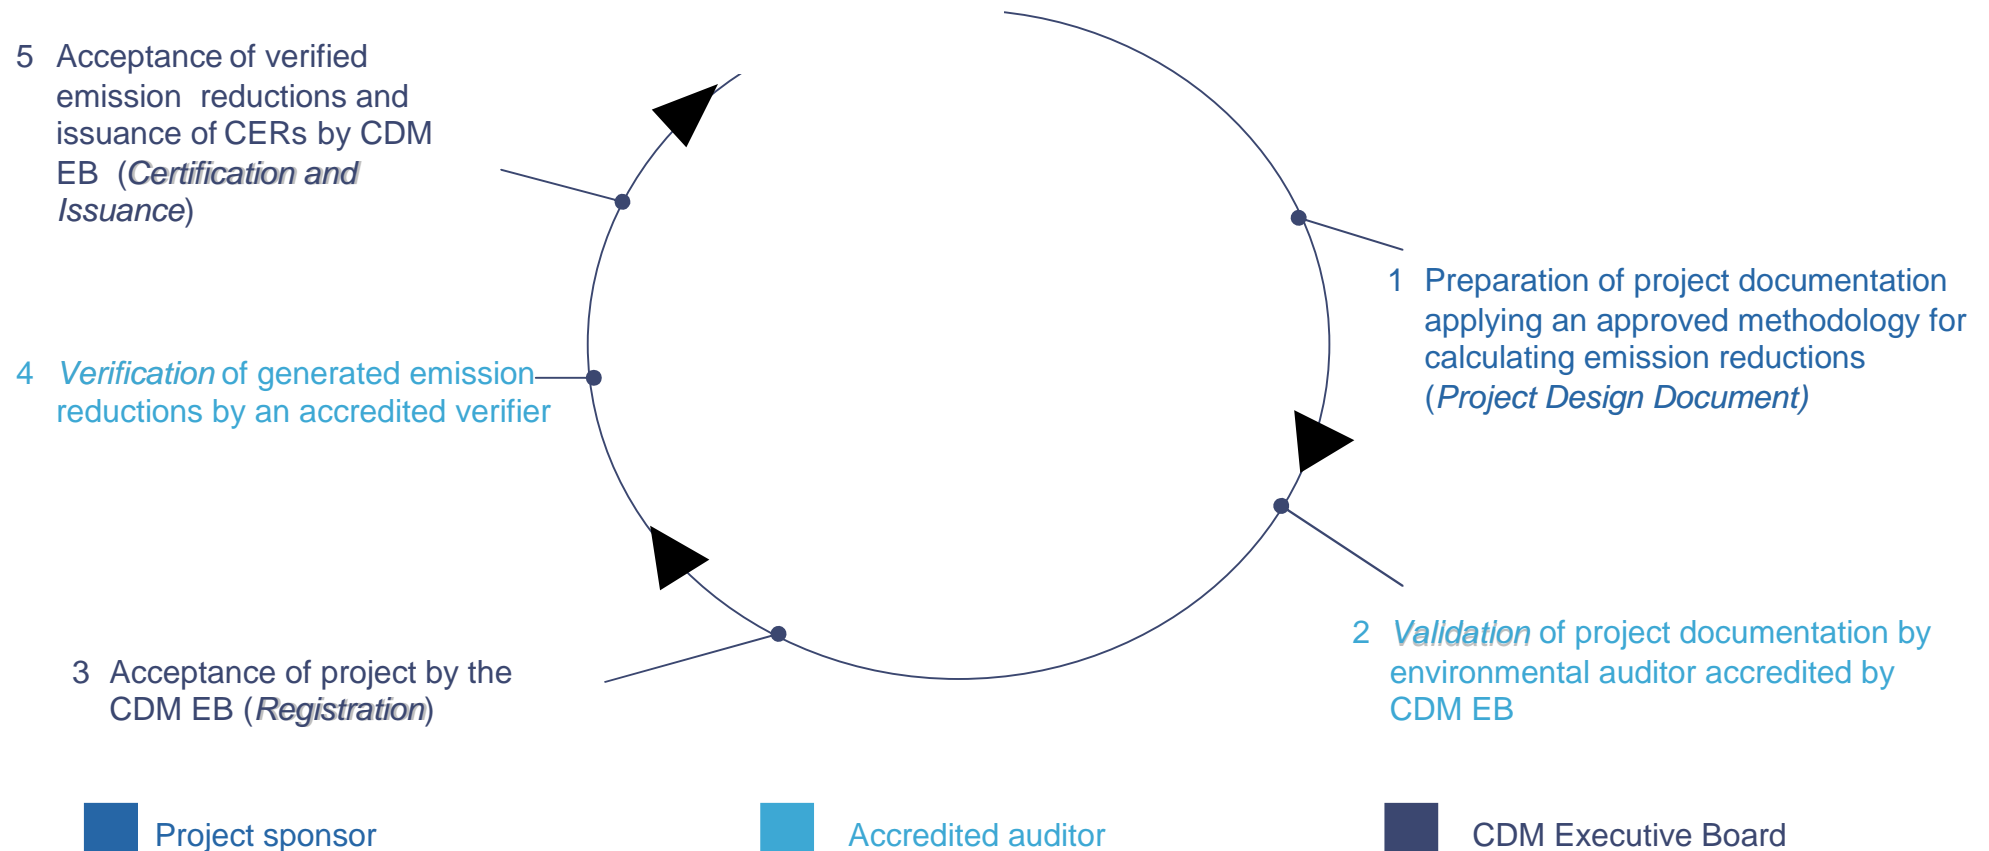 5 Acceptance of verified
emission reductions and
issuance of CERs by CDM
EB (Certification and
Issuance)
1 Preparation of project documentation
applying an approved methodology for
calculating emission reductions
(Project Design Document)
4 Verification of generated emission
reductions by an accredited verifier
2 Validation of project documentation by
environmental auditor accredited by
CDM EB
3 Acceptance of project by the
CDM EB (Registration)
Project sponsor
Accredited auditor
CDM Executive Board